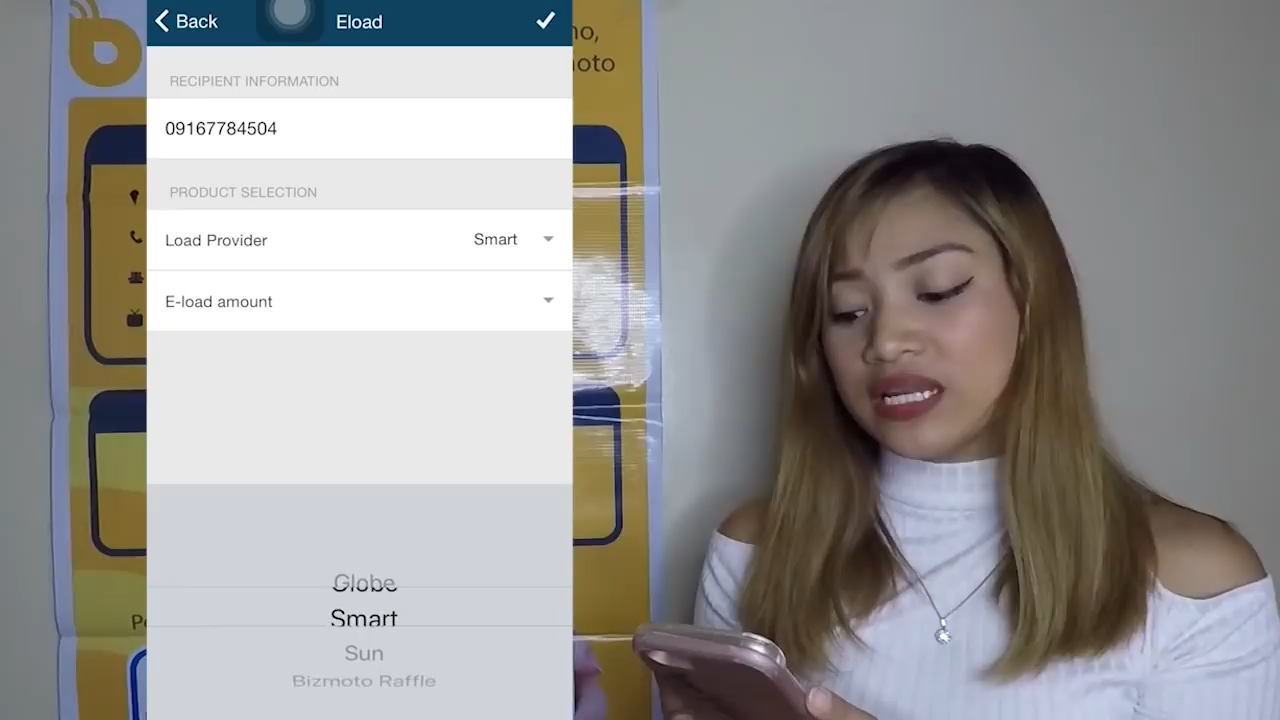 Back
Eload
RECIPIENT INFORMATION
09167784504
PRODUCT SELECTION
Load Provider
Smart
E-load amount
Globe
Smart
Sun
Bizmoto Raffle